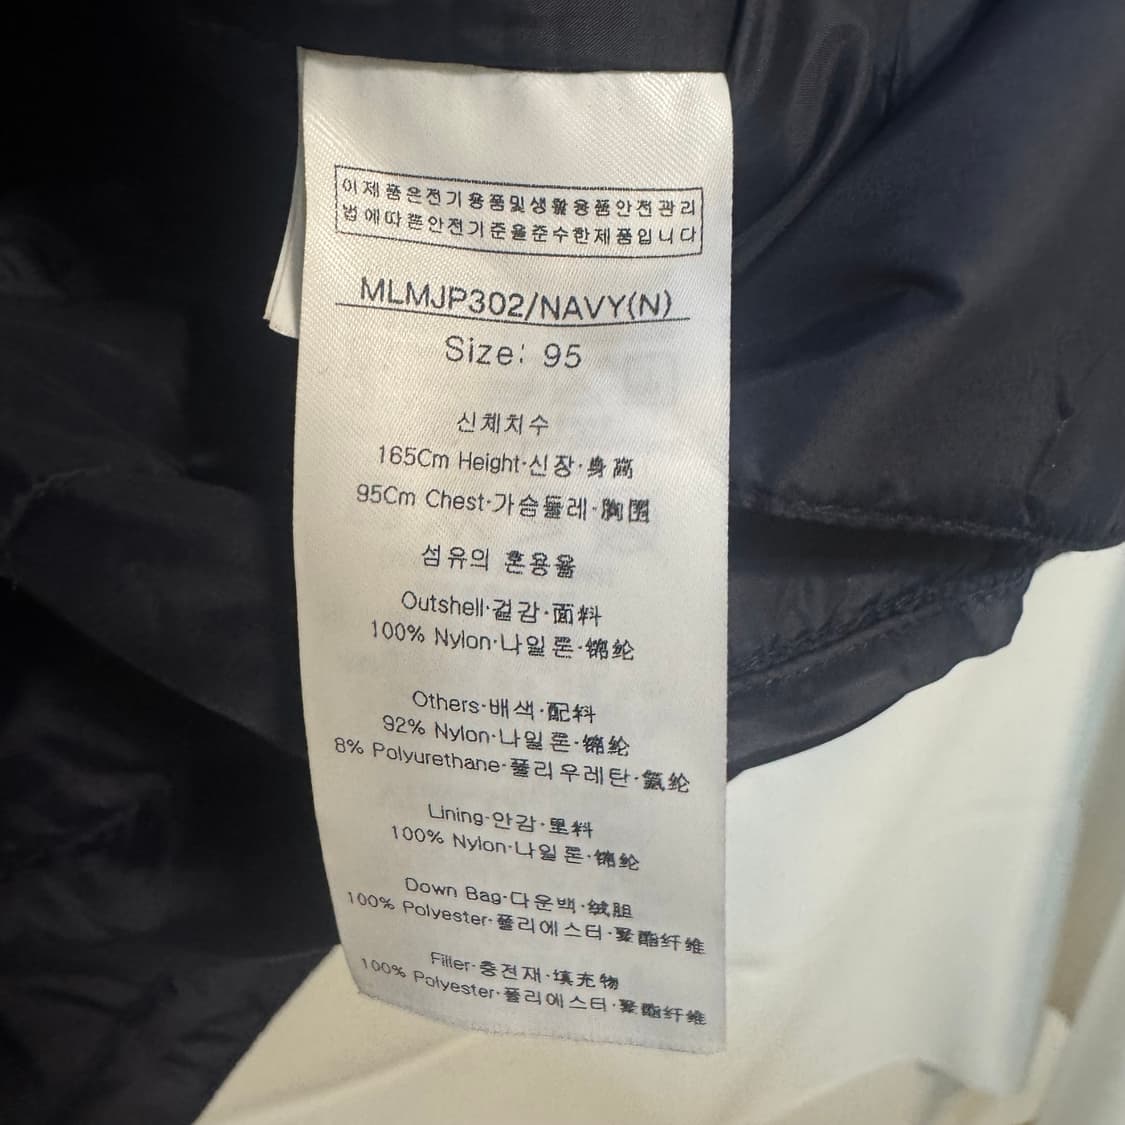 이제품은전기용품및생활용품안전관리
법에따른안전기준을준수한제품입니다
MLMJP302/NAVY(N)
Size: 95
신체치수
165Cm Height·신장·身高
95Cm Chest·가슴둘레·胸围
섬유의 혼용율
Outshell·겉감·面料
100% Nylon·나일론·锦纶
Others·배색·配料
92% Nylon·나일론·锦纶
8% Polyurethane·폴리우레탄·氨纶
Lining·안감·里料
100% Nylon·나일론·锦纶
Down Bag·다운백·绒胆
100% Polyester·폴리에스터·聚酯纤维
Filler·충전재·填充物
100% Polyester·폴리에스터·聚酯纤维